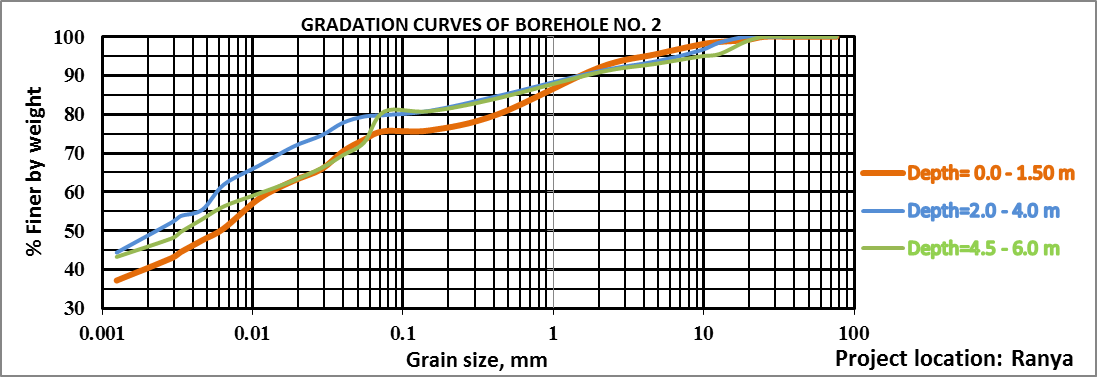 GRADATION CURVES OF BOREHOLE NO. 2
100
90
80
70
60
50
40
30
% Finer by weight
0.001 0.01 0.1 1 10 100
Grain size, mm
Depth= 0.0 - 1.50 m
Depth=2.0 - 4.0 m
Depth=4.5 - 6.0 m
Project location: Ranya